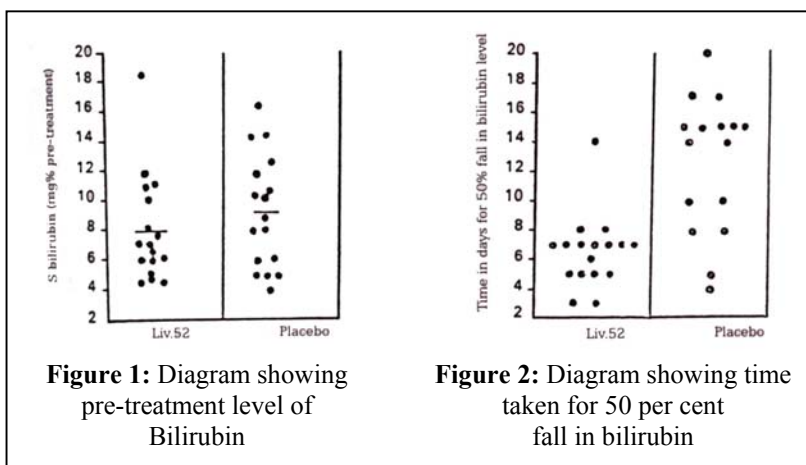 20
18
16
14
12
10
8
6
4
2
S bilirubin (mg% pre-treatment)
Liv.52
Placebo
Figure 1: Diagram showing
pre-treatment level of
Bilirubin
20
18
16
14
12
10
8
6
4
2
Time in days for 50% fall in bilirubin level
Liv.52
Placebo
Figure 2: Diagram showing time
taken for 50 per cent
fall in bilirubin